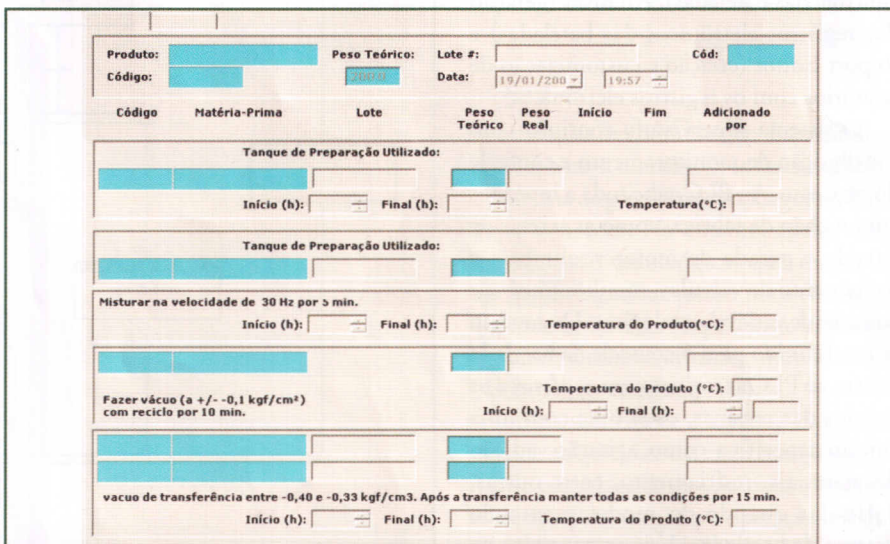 Produto: Peso Teórico: Lote #: Cód:
Código: Data: 19/01/200 19:57
Código Matéria-Prima Lote Peso Teórico Peso Real Início Fim Adicionado por
Tanque de Preparação Utilizado:
Início (h): Final (h): Temperatura(°C):
Tanque de Preparação Utilizado:
Misturar na velocidade de 30 Hz por 5 min.
Início (h): Final (h): Temperatura do Produto(°C):
Temperatura do Produto (°C):
Fazer vácuo (a +/- -0,1 kgf/cm²)
com reciclo por 10 min.
Início (h): Final (h):
vacuo de transferência entre -0,40 e -0,33 kgf/cm3. Após a transferência manter todas as condições por 15 min.
Início (h): Final (h): Temperatura do Produto (°C):